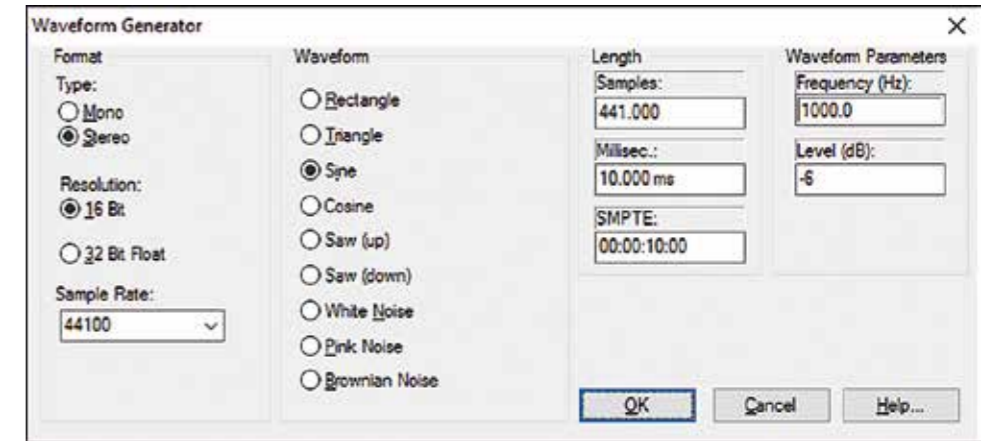 Waveform Generator
Format
Type:
Mono
Stereo
Resolution:
16 Bit
32 Bit Float
Sample Rate:
44100
Waveform
Rectangle
Triangle
Sine
Cosine
Saw (up)
Saw (down)
White Noise
Pink Noise
Brownian Noise
Length
Samples:
441.000
Millisec.:
10.000 ms
SMPTE:
00:00:10:00
Waveform Parameters
Frequency (Hz):
1000.0
Level (dB):
-6
OK
Cancel
Help...